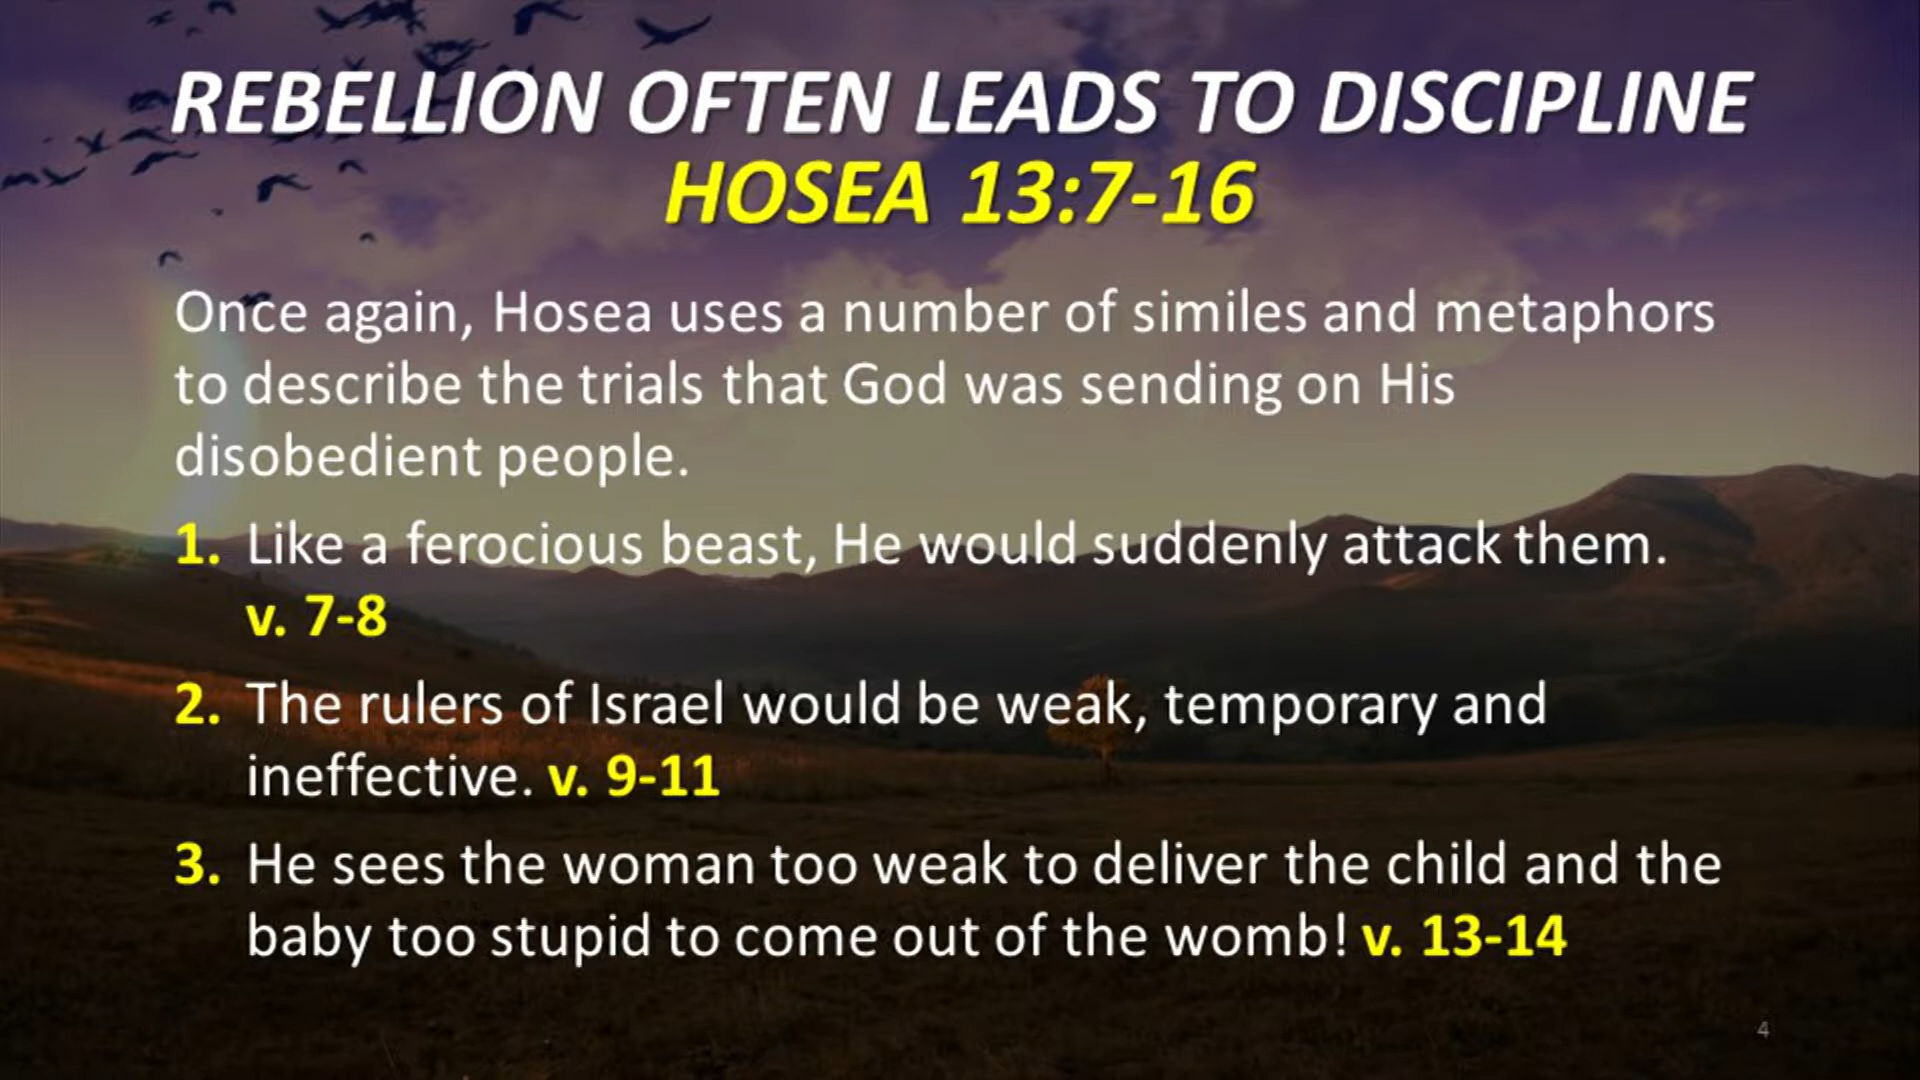 REBELLION OFTEN LEADS TO DISCIPLINE
HOSEA 13:7-16
Once again, Hosea uses a number of similes and metaphors
to describe the trials that God was sending on His
disobedient people.
1. Like a ferocious beast, He would suddenly attack them.
v. 7-8
2. The rulers of Israel would be weak, temporary and
ineffective. v. 9-11
3. He sees the woman too weak to deliver the child and the
baby too stupid to come out of the womb! v. 13-14
4